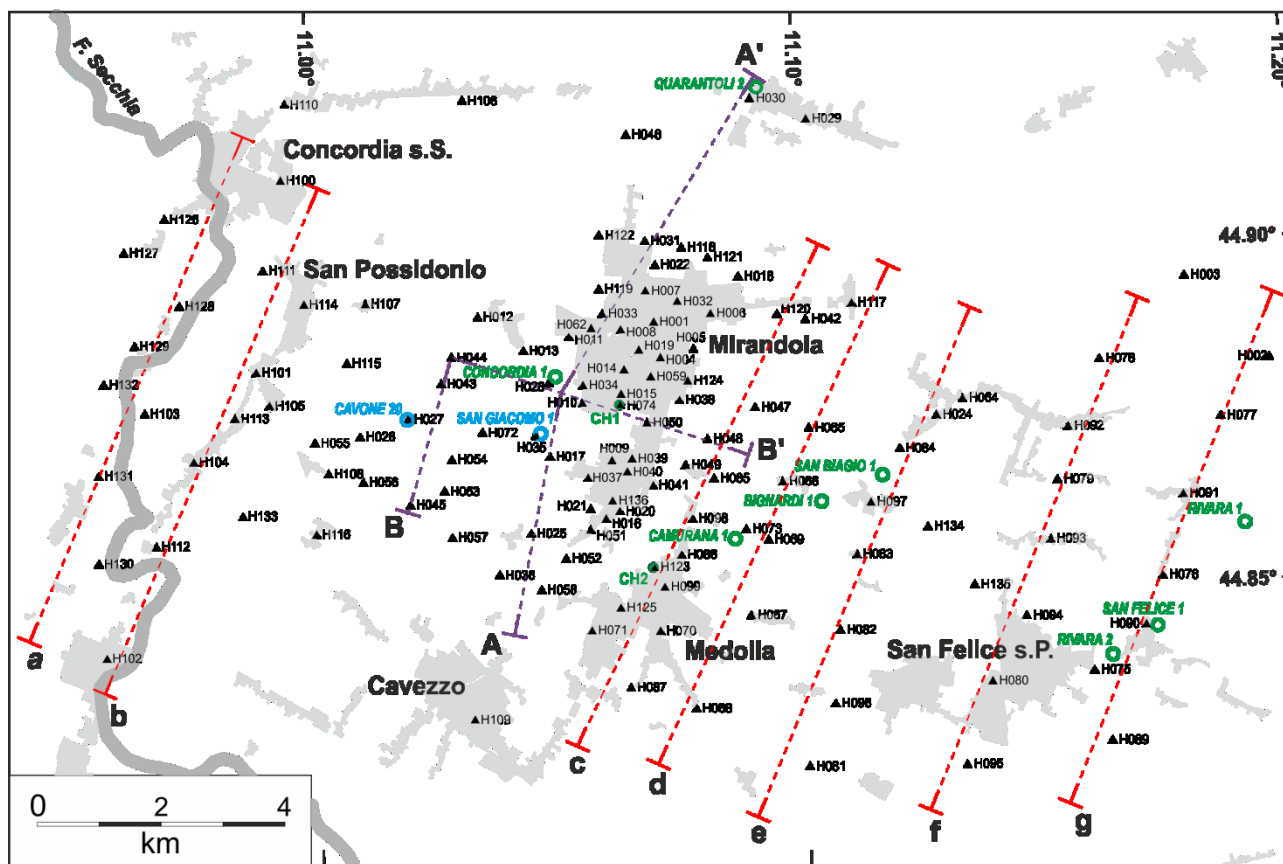 11.00°
11.10°
11.20°
A'
QUARANTOLI 2
F. Secchia
H110
H106
H030
H029
H048
Concordia s.S.
H100
H126
H127
H122
H031
H118
H121
H022
H016
44.90°
H003
H111
San Possidonio
H114
H107
H128
H119
H007
H032
H006
H117
H120
H042
H012
H033
H062
H001
H011
H008
H005
Mirandola
H129
H115
H044
H013
H019
H004
H078
H002
H101
H014
H059
CONCORDIA 1
H132
H043
H028
H034
H124
H103
H105
H113
H010
H015
H074
H038
H047
H064
H024
H077
CAVONE 20
H027
SAN GIACOMO 1
CH1
H050
H065
H092
H055
H026
H072
H035
H048
B'
H084
H104
H054
H017
H009
H039
H049
SAN BIAGIO 1
H131
H108
H056
H037
H040
H041
H085
H066
H079
H063
H091
BIGNARDI 1
H097
B
H045
H136
H021
H020
H133
H016
H098
RIVARA 1
H116
H057
H025
H051
H073
H134
CAMURANA 1
H069
H093
H112
H052
H086
H083
H130
CH2
H123
H036
H058
H099
H135
H076
44.85°
H125
H067
H094
SAN FELICE 1
a
A
H071
H070
H082
H090
Medolla
San Felice s.P.
RIVARA 2
H102
H075
H080
Cavezzo
H087
b
H109
H068
H096
H089
c
d
H081
H095
e
f
g
0
2
4
km